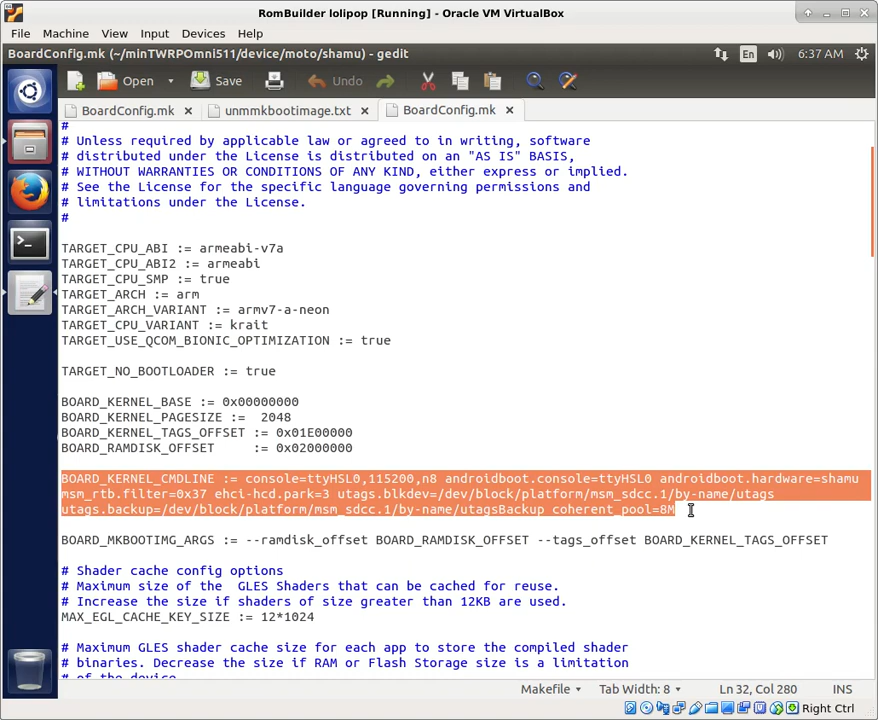 RomBuilder lolipop [Running] - Oracle VM VirtualBox
File Machine View Input Devices Help
BoardConfig.mk (~/minTWRPOmni511/device/moto/shamu) - gedit
En 6:37 AM
Open Save Undo
BoardConfig.mk unmmkbootimage.txt BoardConfig.mk
#
# Unless required by applicable law or agreed to in writing, software
# distributed under the License is distributed on an "AS IS" BASIS,
# WITHOUT WARRANTIES OR CONDITIONS OF ANY KIND, either express or implied.
# See the License for the specific language governing permissions and
# limitations under the License.
#
TARGET_CPU_ABI := armeabi-v7a
TARGET_CPU_ABI2 := armeabi
TARGET_CPU_SMP := true
TARGET_ARCH := arm
TARGET_ARCH_VARIANT := armv7-a-neon
TARGET_CPU_VARIANT := krait
TARGET_USE_QCOM_BIONIC_OPTIMIZATION := true
TARGET_NO_BOOTLOADER := true
BOARD_KERNEL_BASE := 0x00000000
BOARD_KERNEL_PAGESIZE :=  2048
BOARD_KERNEL_TAGS_OFFSET := 0x01E00000
BOARD_RAMDISK_OFFSET     := 0x02000000
BOARD_KERNEL_CMDLINE := console=ttyHSL0,115200,n8 androidboot.console=ttyHSL0 androidboot.hardware=shamu
msm_rtb.filter=0x37 ehci-hcd.park=3 utags.blkdev=/dev/block/platform/msm_sdcc.1/by-name/utags
utags.backup=/dev/block/platform/msm_sdcc.1/by-name/utagsBackup coherent_pool=8M
BOARD_MKBOOTIMG_ARGS := --ramdisk_offset BOARD_RAMDISK_OFFSET --tags_offset BOARD_KERNEL_TAGS_OFFSET
# Shader cache config options
# Maximum size of the  GLES Shaders that can be cached for reuse.
# Increase the size if shaders of size greater than 12KB are used.
MAX_EGL_CACHE_KEY_SIZE := 12*1024
# Maximum GLES shader cache size for each app to store the compiled shader
# binaries. Decrease the size if RAM or Flash Storage size is a limitation
# of the device.
Makefile Tab Width: 8 Ln 32, Col 280 INS
Right Ctrl